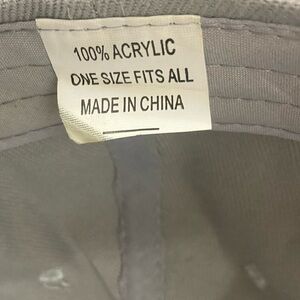 100% ACRYLIC
ONE SIZE FITS ALL
MADE IN CHINA